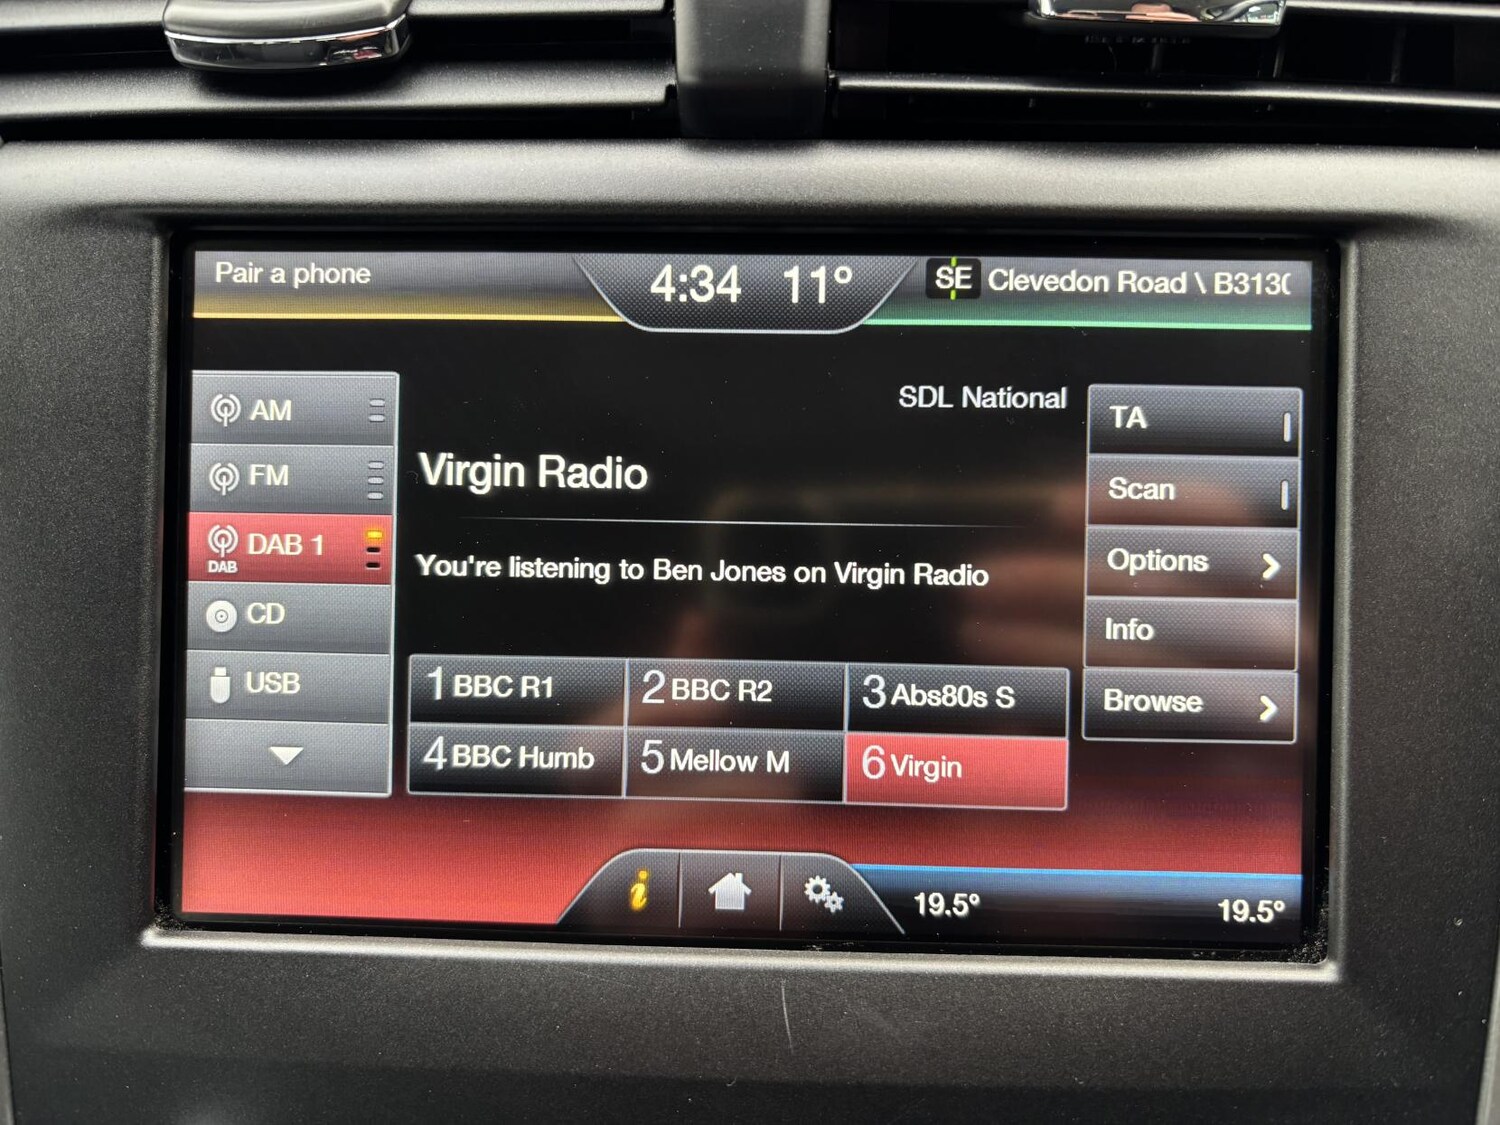 Pair a phone
4:34 11°
SE Clevedon Road \ B313
SDL National
AM
FM
DAB 1
DAB
CD
USB
Virgin Radio
You're listening to Ben Jones on Virgin Radio
1 BBC R1
2 BBC R2
3 Abs80s S
4 BBC Humb
5 Mellow M
6 Virgin
TA
Scan
Options
Info
Browse
i
19.5°
19.5°